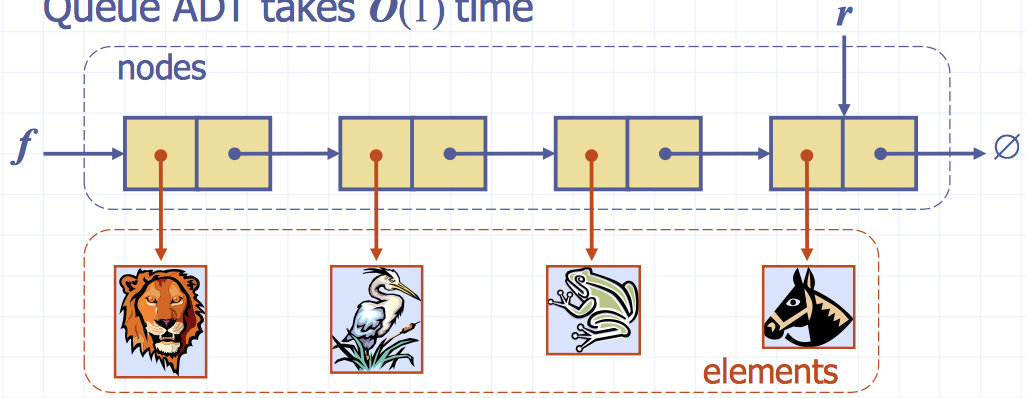 Queue ADT takes O(1) time
r
nodes
f
∅
elements